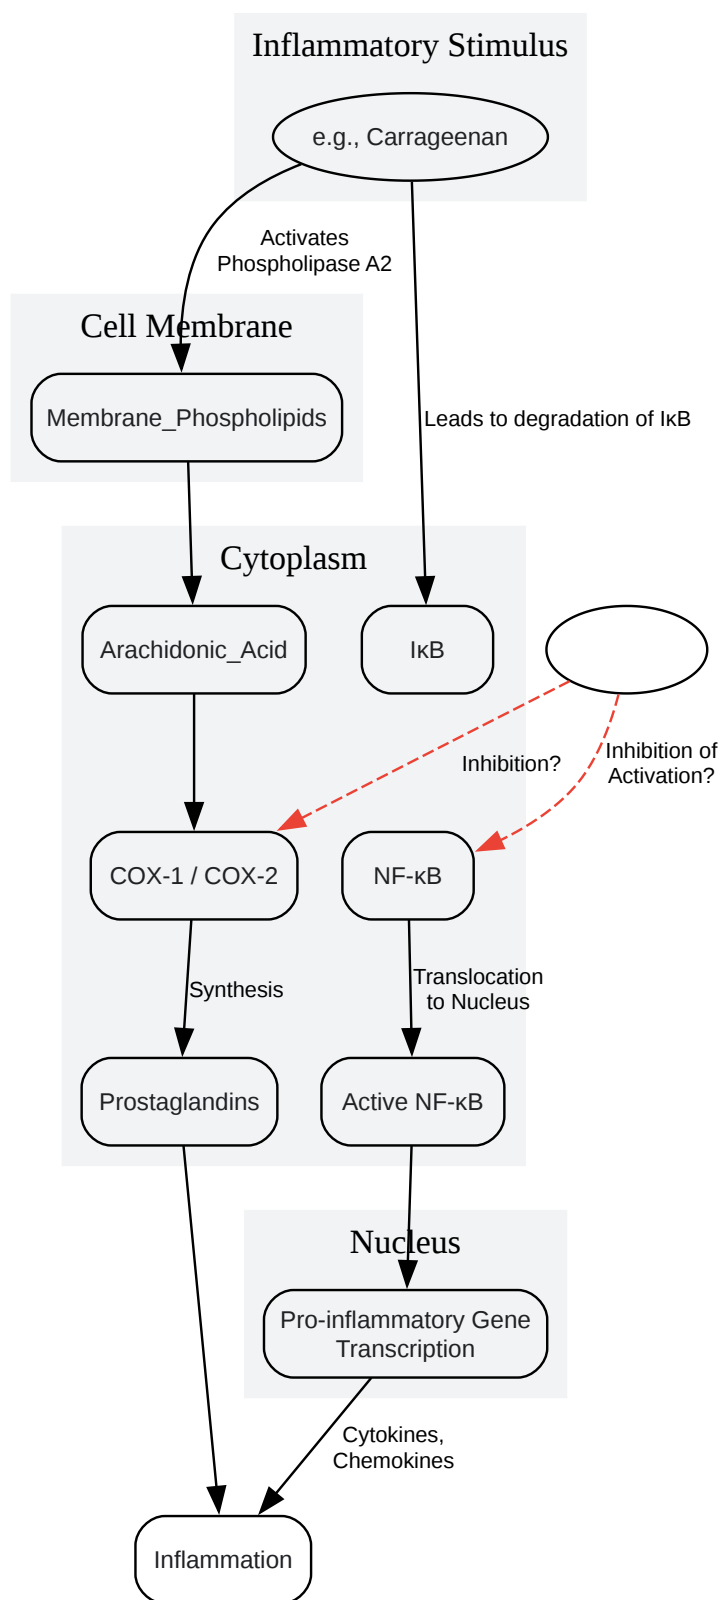 Inflammatory Stimulus
e.g., Carrageenan
Activates
Phospholipase A2
Cell Membrane
Membrane_Phospholipids
Leads to degradation of IκB
Cytoplasm
Arachidonic_Acid
IκB
Inhibition?
Inhibition of
Activation?
COX-1 / COX-2
NF-κB
Synthesis
Translocation
to Nucleus
Prostaglandins
Active NF-κB
Nucleus
Pro-inflammatory Gene
Transcription
Cytokines,
Chemokines
Inflammation